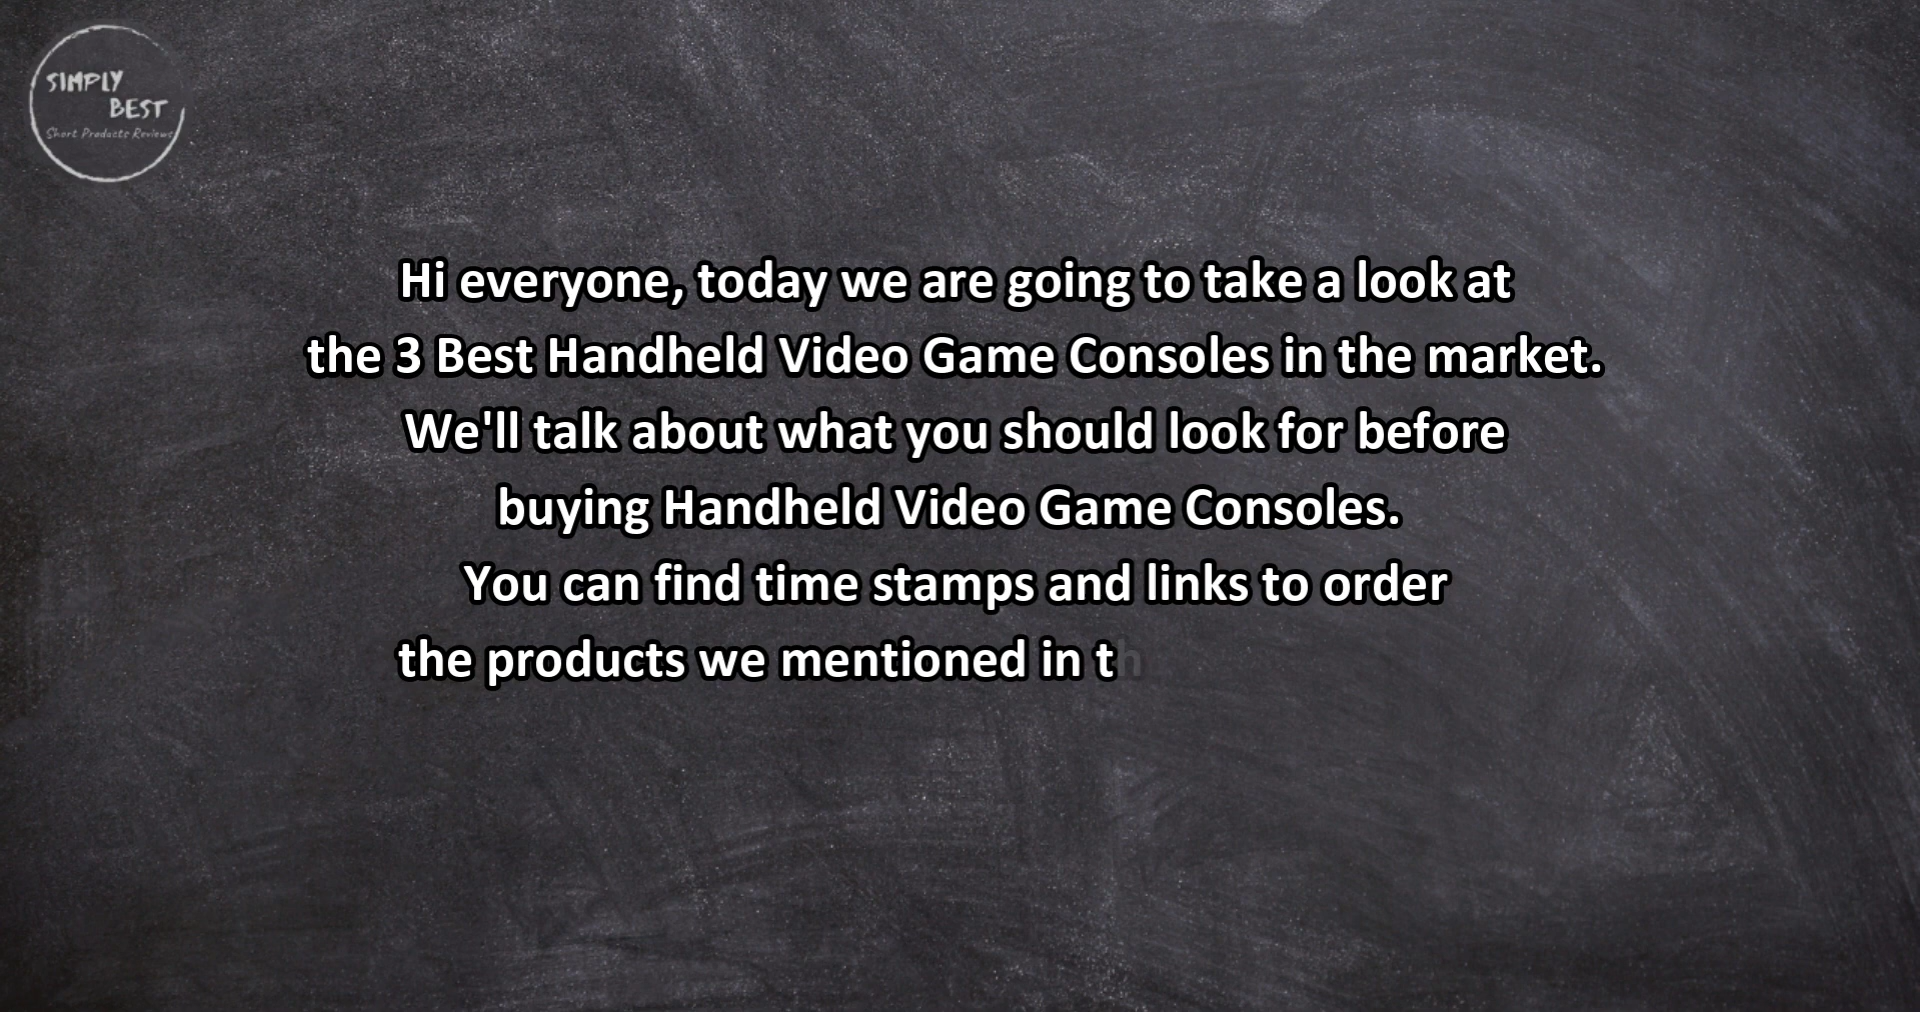 SIMPLY
BEST
Short Products Reviews
Hi everyone, today we are going to take a look at
the 3 Best Handheld Video Game Consoles in the market.
We'll talk about what you should look for before
buying Handheld Video Game Consoles.
You can find time stamps and links to order
the products we mentioned in th